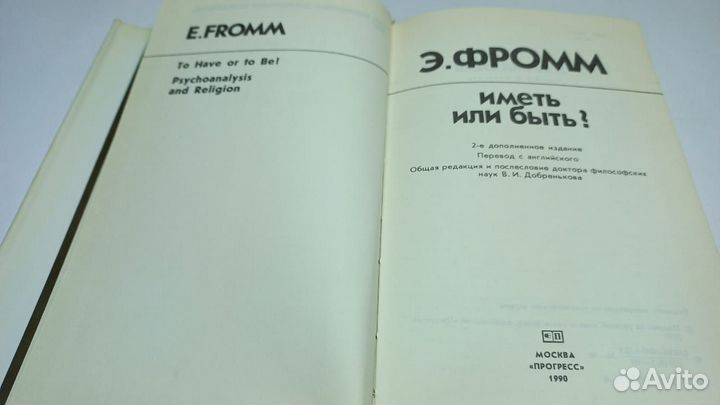 E.FROMM
To Have or to Be?
Psychoanalysis
and Religion
Э.ФРОММ
иметь
или быть?
2-е дополненное издание
Перевод с английского
Общая редакция и послесловие доктора философских
наук В. И. Добренькова
МОСКВА
«ПРОГРЕСС»
1990
Avito